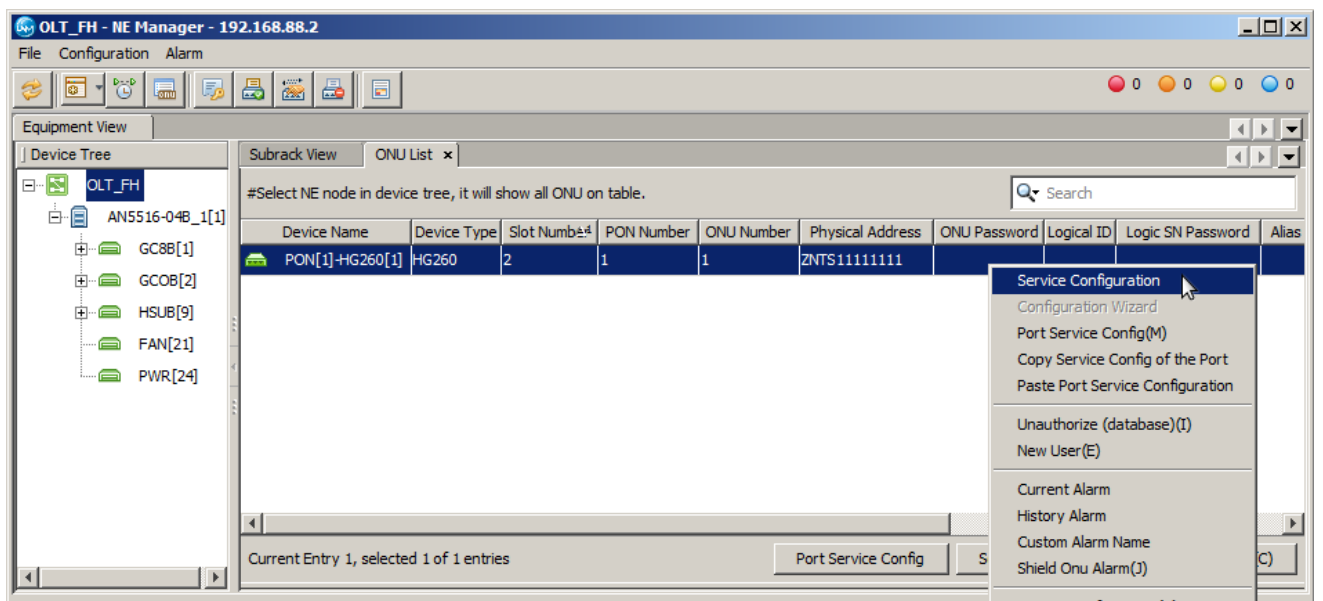 OLT_FH - NE Manager - 192.168.88.2
File Configuration Alarm
0 0 0 0
Equipment View
Device Tree
Subrack View ONU List
OLT_FH
#Select NE node in device tree, it will show all ONU on table.
Search
AN5516-04B_1[1]
Device Name Device Type Slot Numb 1 PON Number ONU Number Physical Address ONU Password Logical ID Logic SN Password Alias
GC8B[1]
PON[1]-HG260[1] HG260 2 1 1 ZNTS11111111
GCOB[2]
HSUB[9]
FAN[21]
PWR[24]
Service Configuration
Configuration Wizard
Port Service Config(M)
Copy Service Config of the Port
Paste Port Service Configuration
Unauthorize (database)(I)
New User(E)
Current Alarm
History Alarm
Custom Alarm Name
Shield Onu Alarm(J)
Current Entry 1, selected 1 of 1 entries
Port Service Config S C)